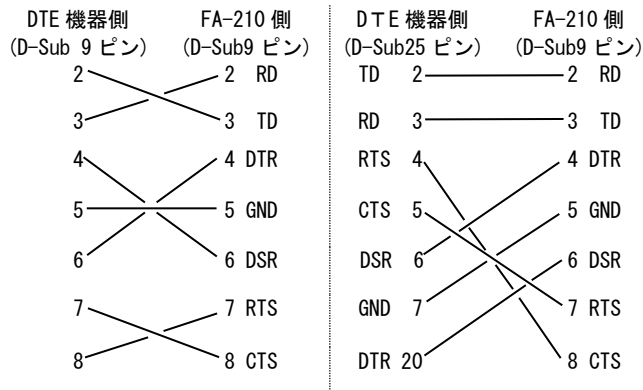 DTE 機器側 FA-210 側
(D-Sub 9 ピン) (D-Sub9 ピン)
2 2 RD
3 3 TD
4 4 DTR
5 5 GND
6 6 DSR
7 7 RTS
8 8 CTS
DTE 機器側 FA-210 側
(D-Sub25 ピン) (D-Sub9 ピン)
TD 2 2 RD
RD 3 3 TD
RTS 4 4 DTR
CTS 5 5 GND
DSR 6 6 DSR
GND 7 7 RTS
DTR 20 8 CTS